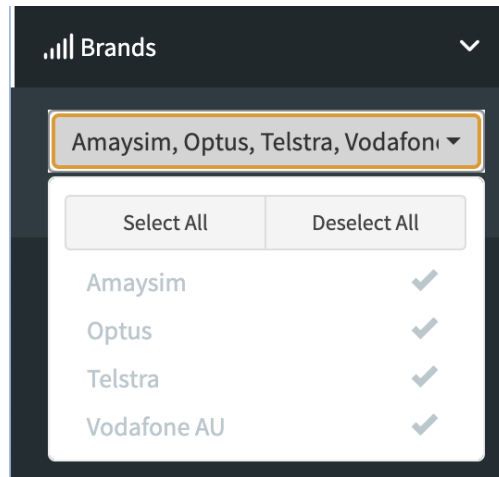 Brands
Amaysim, Optus, Telstra, Vodafon
Select All
Deselect All
Amaysim
Optus
Telstra
Vodafone AU